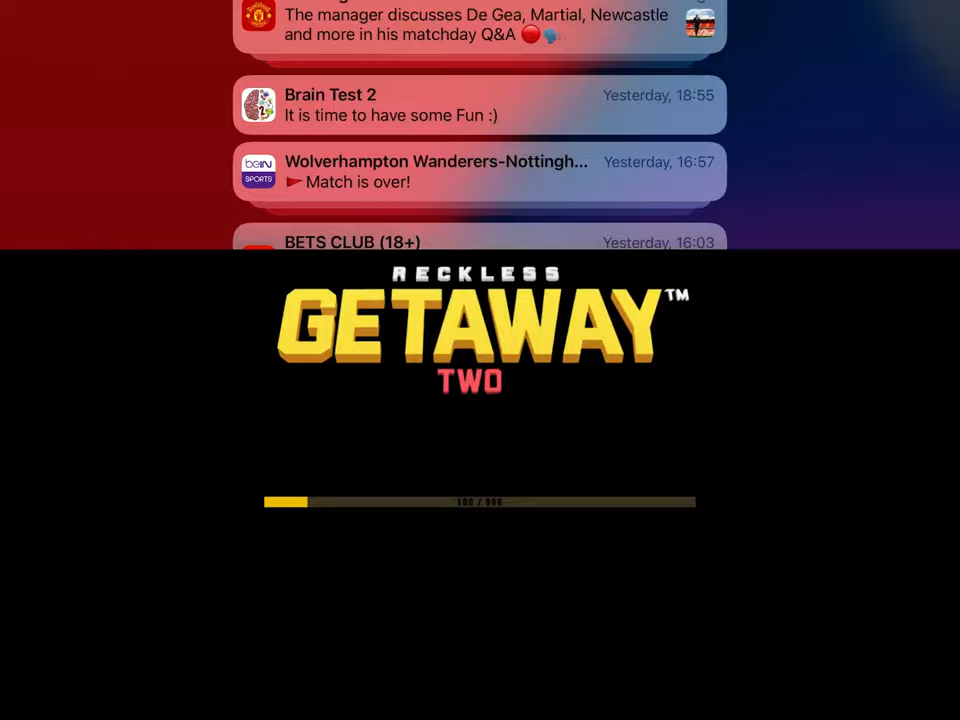 The manager discusses De Gea, Martial, Newcastle
and more in his matchday Q&A 🔴🗣
Brain Test 2
Yesterday, 18:55
It is time to have some Fun :)
beIN
SPORTS
Wolverhampton Wanderers-Nottingh...
Yesterday, 16:57
Match is over!
BETS CLUB (18+)
Yesterday, 16:03
RECKLESS
GETAWAY™
TWO